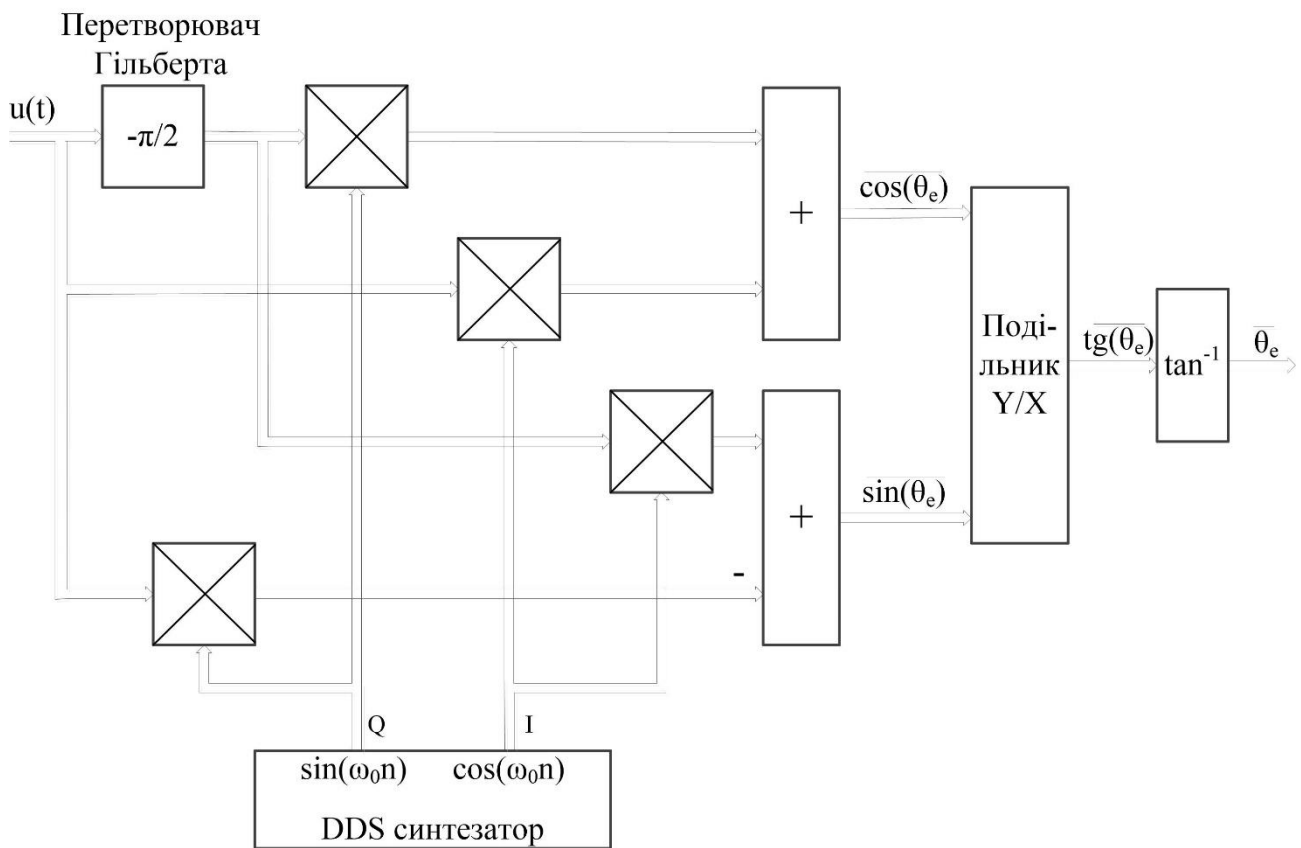 Перетворювач
Гільберта
u(t)
-π/2
+
cos(θₑ)
Поді-
льник
Y/X
tg(θₑ)
tan⁻¹
θₑ
+
sin(θₑ)
-
Q
I
sin(ω₀n)
cos(ω₀n)
DDS синтезатор